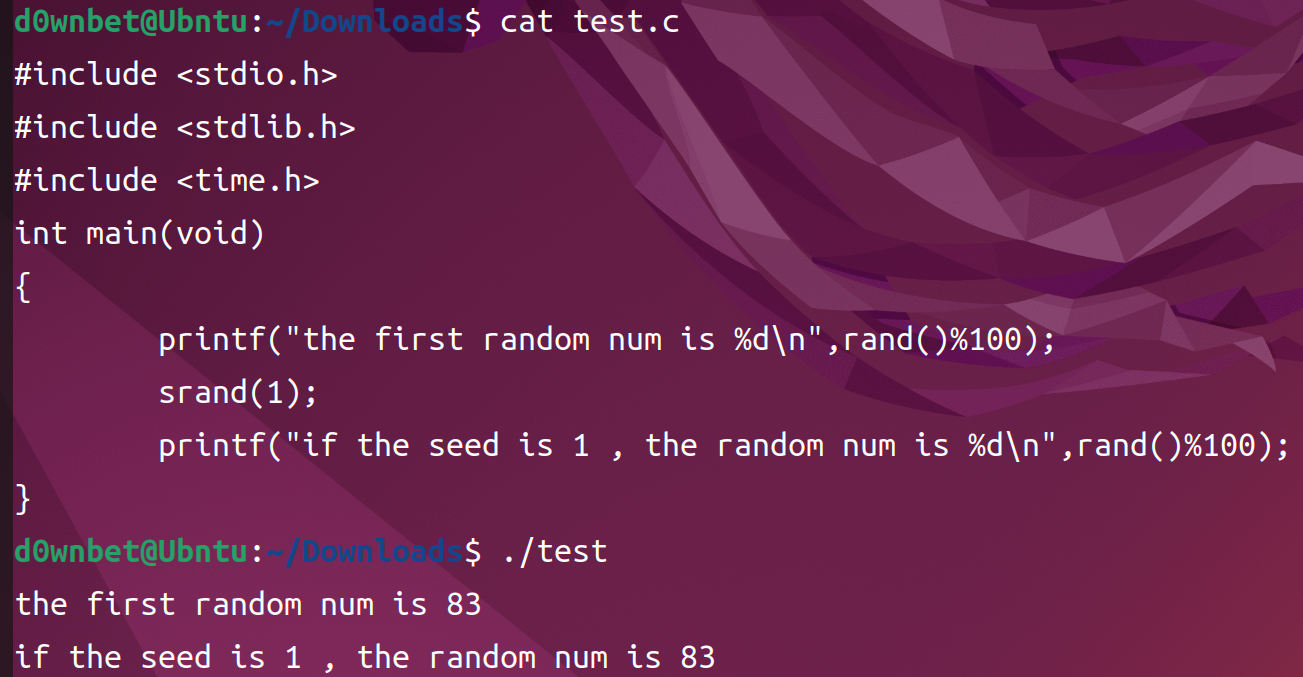 d0wnbet@Ubntu:~/Downloads$ cat test.c
#include <stdio.h>
#include <stdlib.h>
#include <time.h>
int main(void)
{
        printf("the first random num is %d\n",rand()%100);
        srand(1);
        printf("if the seed is 1 , the random num is %d\n",rand()%100);
}
d0wnbet@Ubntu:~/Downloads$ ./test
the first random num is 83
if the seed is 1 , the random num is 83